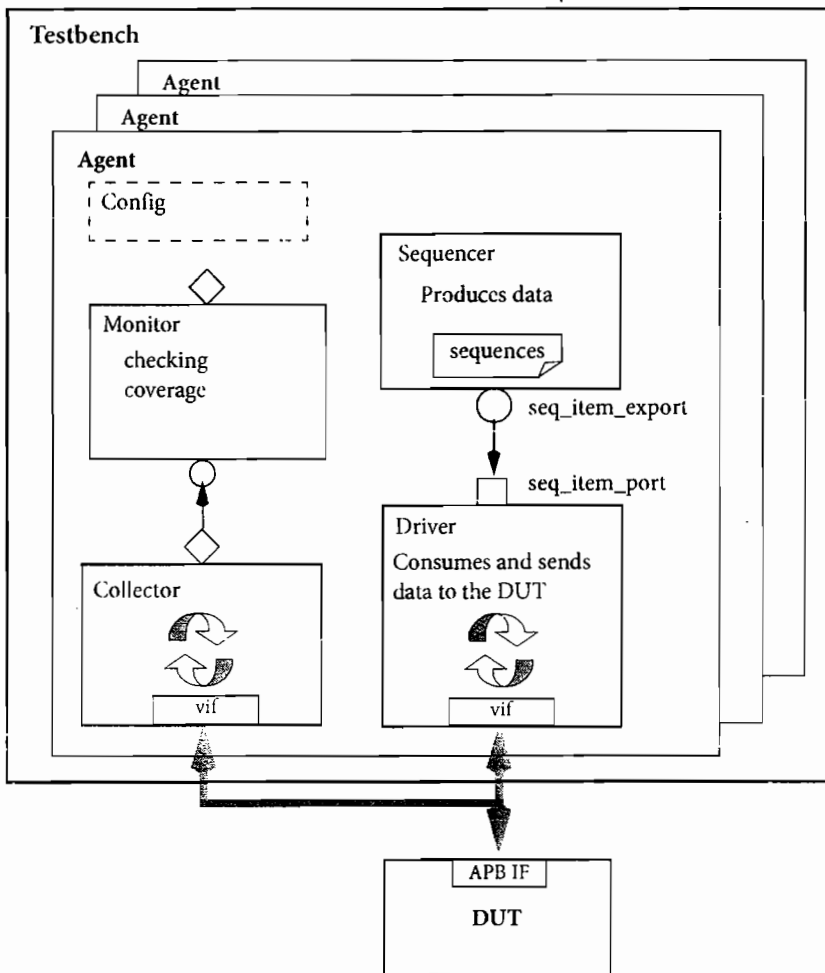 Testbench
Agent
Agent
Agent
Config
Sequencer
Produces data
sequences
Monitor
checking
coverage
seq_item_export
seq_item_port
Driver
Consumes and sends
data to the DUT
Collector
vif
vif
APB IF
DUT